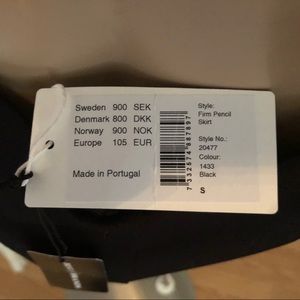 Sweden 900 SEK
Denmark 800 DKK
Norway 900 NOK
Europe 105 EUR
Made in Portugal
Style:
Firm Pencil
Skirt
Style No.:
20477
Colour:
1433
Black
S